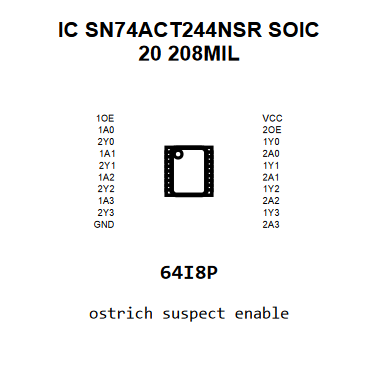 IC SN74ACT244NSR SOIC
20 208MIL
1OE VCC
1A0 2OE
2Y0 1Y0
1A1 2A0
2Y1 1Y1
1A2 2A1
2Y2 1Y2
1A3 2A2
2Y3 1Y3
GND 2A3
64I8P
ostrich suspect enable